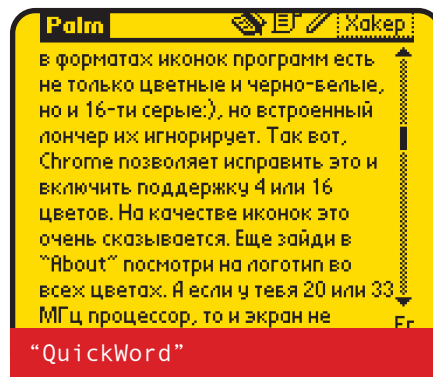 Palm
Хакер
в форматах иконок программ есть
не только цветные и черно-белые,
но и 16-ти серые:), но встроенный
лончер их игнорирует. Так вот,
Chrome позволяет исправить это и
включить поддержку 4 или 16
цветов. На качестве иконок это
очень сказывается. Еще зайди в
~About~ посмотри на логотип во
всех цветах. А если у тебя 20 или 33
МГц процессор, то и экран не
“QuickWord”